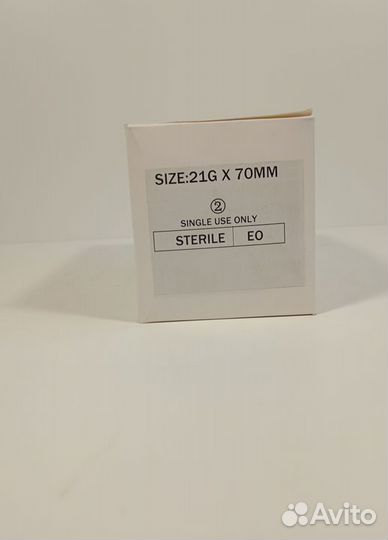 SIZE:21G X 70MM
②
SINGLE USE ONLY
STERILE EO
Avito